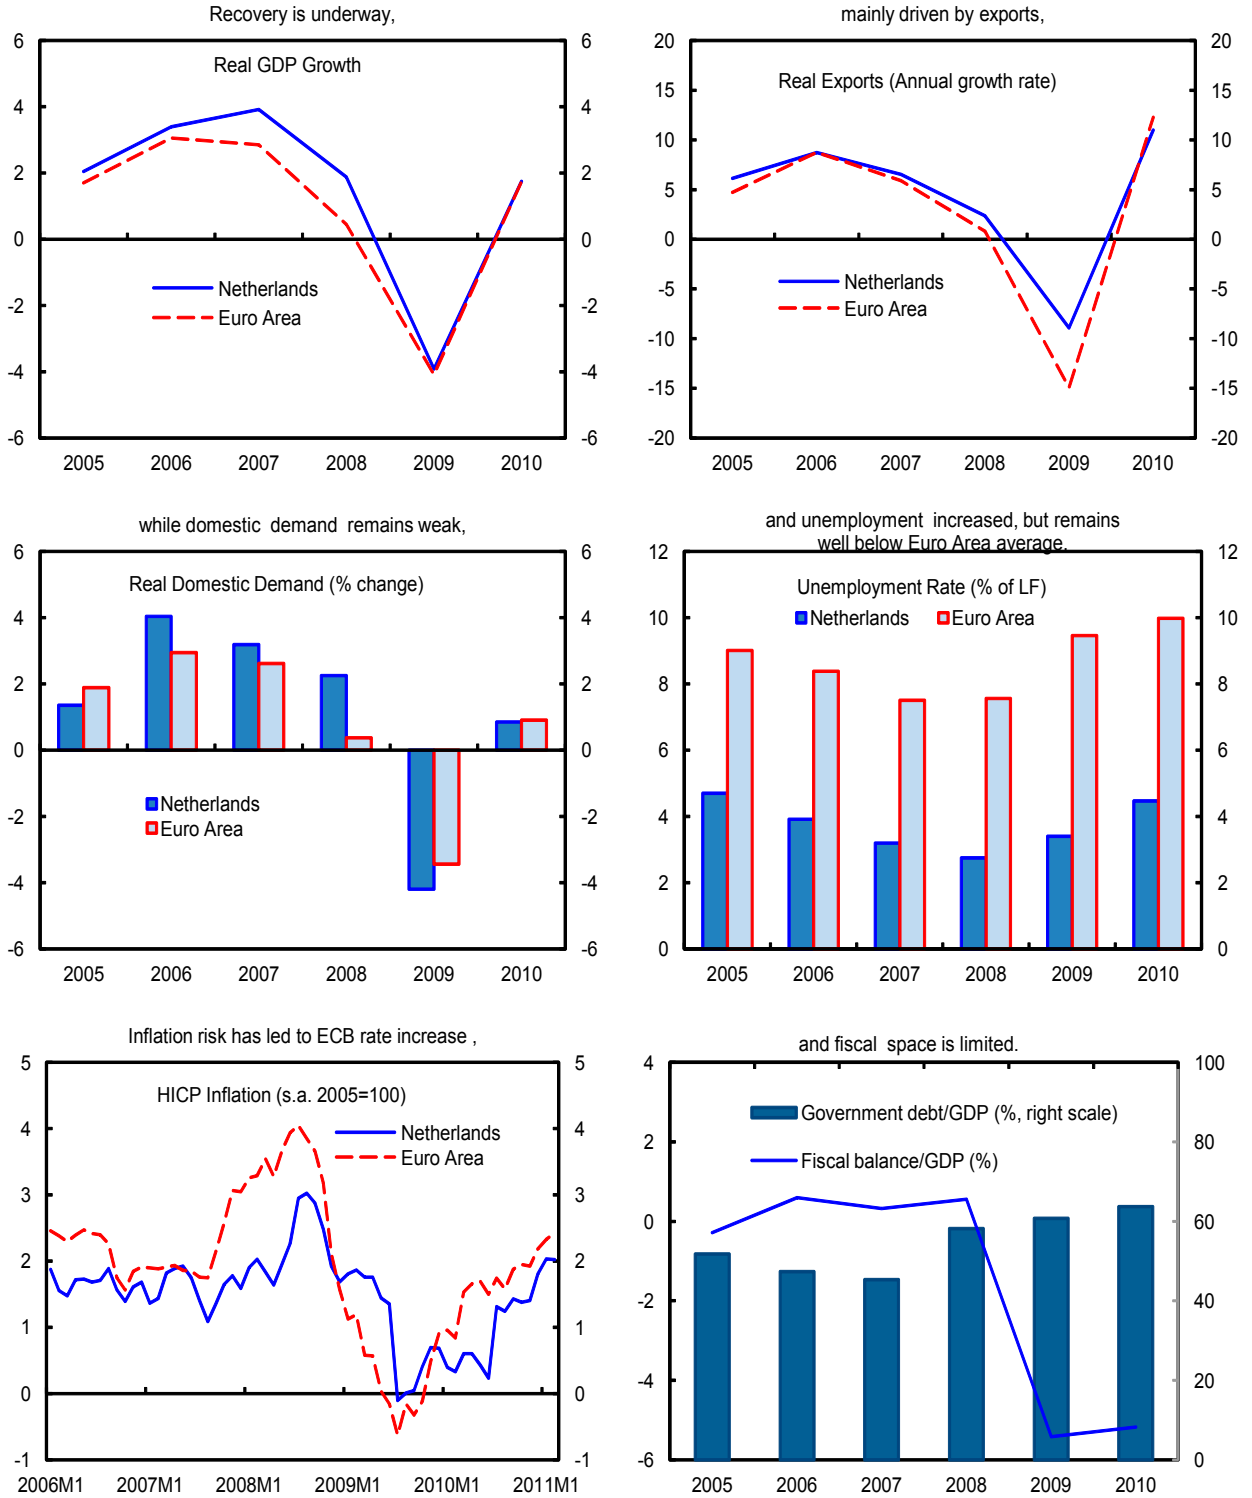 Recovery is underway,
Real GDP Growth
6 6
4 4
2 2
0 0
-2 -2
-4 -4
-6 -6
Netherlands
Euro Area
2005 2006 2007 2008 2009 2010
mainly driven by exports,
Real Exports (Annual growth rate)
20 20
15 15
10 10
5 5
0 0
-5 -5
-10 -10
-15 -15
-20 -20
Netherlands
Euro Area
2005 2006 2007 2008 2009 2010
while domestic demand remains weak,
Real Domestic Demand (% change)
6 6
4 4
2 2
0 0
-2 -2
-4 -4
-6 -6
Netherlands
Euro Area
2005 2006 2007 2008 2009 2010
and unemployment increased, but remains
well below Euro Area average.
Unemployment Rate (% of LF)
Netherlands Euro Area
12 12
10 10
8 8
6 6
4 4
2 2
0 0
2005 2006 2007 2008 2009 2010
Inflation risk has led to ECB rate increase ,
HICP Inflation (s.a. 2005=100)
Netherlands
Euro Area
5 5
4 4
3 3
2 2
1 1
0 0
-1 -1
2006M1 2007M1 2008M1 2009M1 2010M1 2011M1
and fiscal space is limited.
Government debt/GDP (%, right scale)
Fiscal balance/GDP (%)
4 100
2 80
0 60
-2 40
-4 20
-6 0
2005 2006 2007 2008 2009 2010